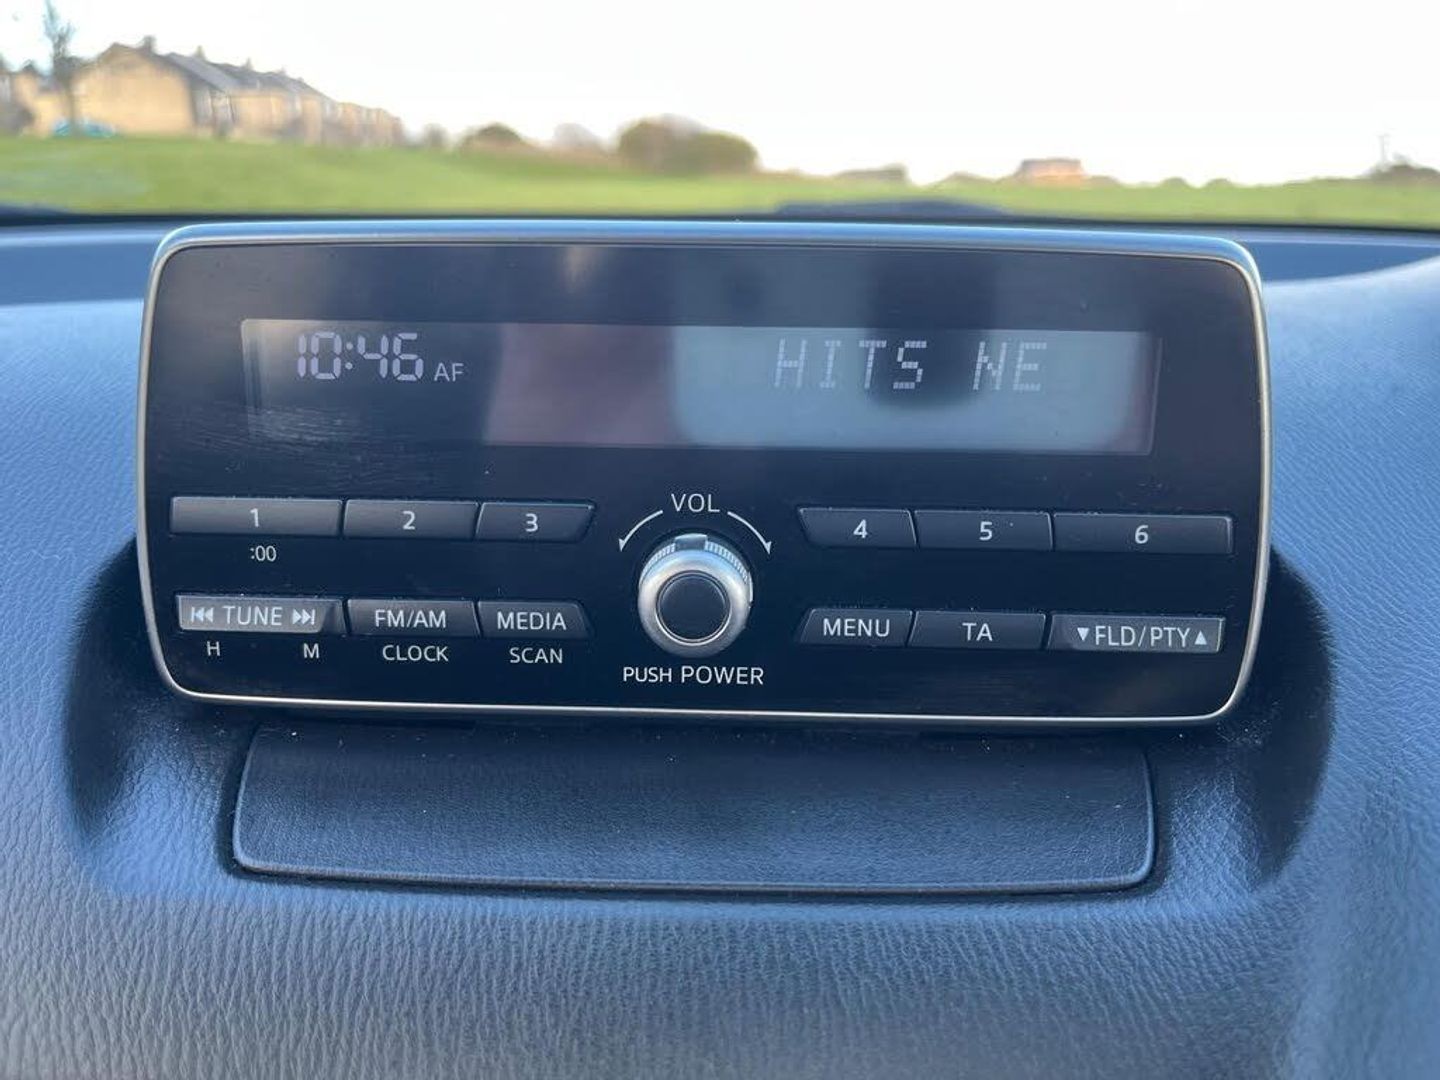 10:46 AF HITS NE
VOL
1 2 3 4 5 6
:00
⏮ TUNE ⏭ FM/AM MEDIA MENU TA ▼FLD/PTY▲
H M CLOCK SCAN
PUSH POWER